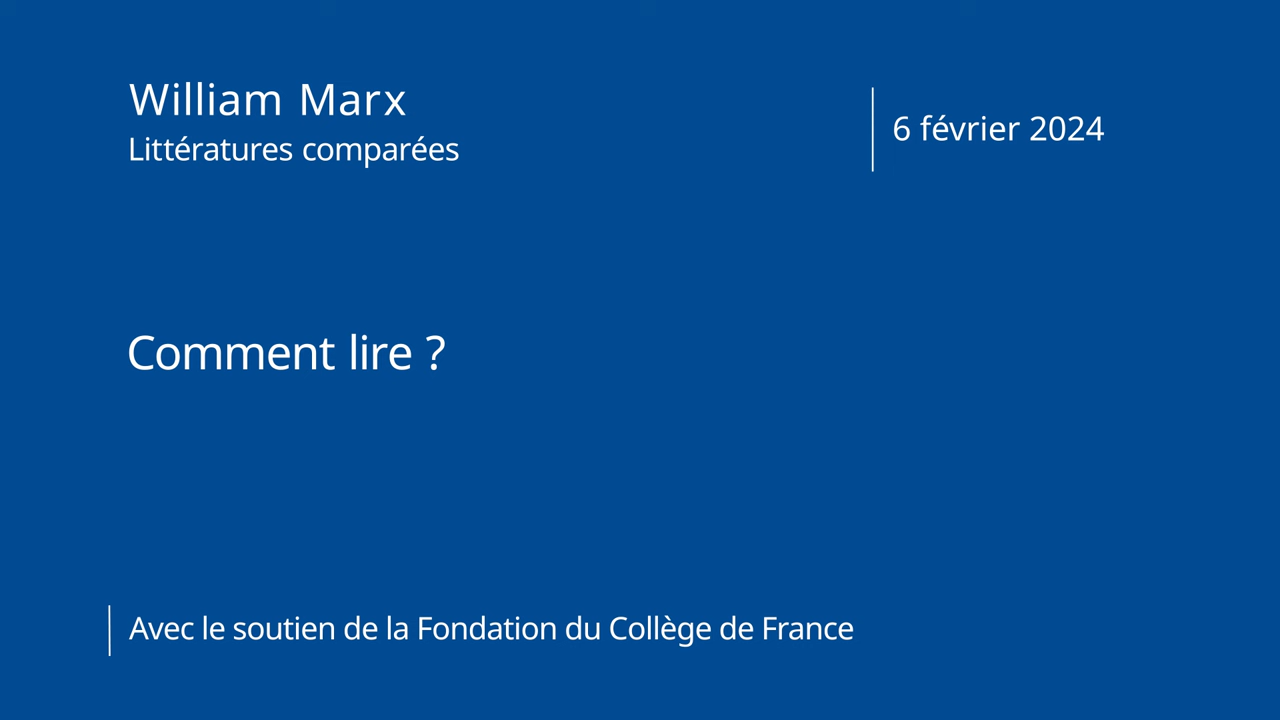 William Marx
Littératures comparées
6 février 2024
Comment lire ?
Avec le soutien de la Fondation du Collège de France